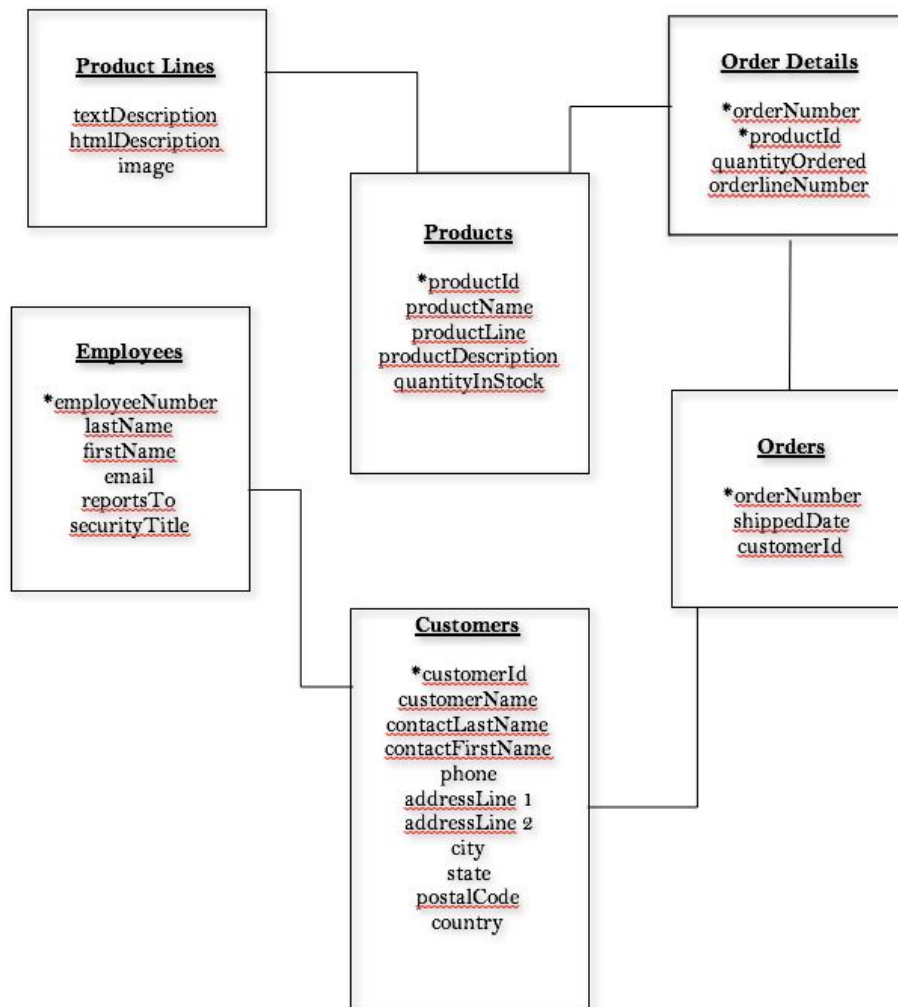 Product Lines
textDescription
htmlDescription
image
Order Details
*orderNumber
*productId
quantityOrdered
orderlineNumber
Products
*productId
productName
productLine
productDescription
quantityInStock
Employees
*employeeNumber
lastName
firstName
email
reportsTo
securityTitle
Orders
*orderNumber
shippedDate
customerId
Customers
*customerId
customerName
contactLastName
contactFirstName
phone
addressLine 1
addressLine 2
city
state
postalCode
country